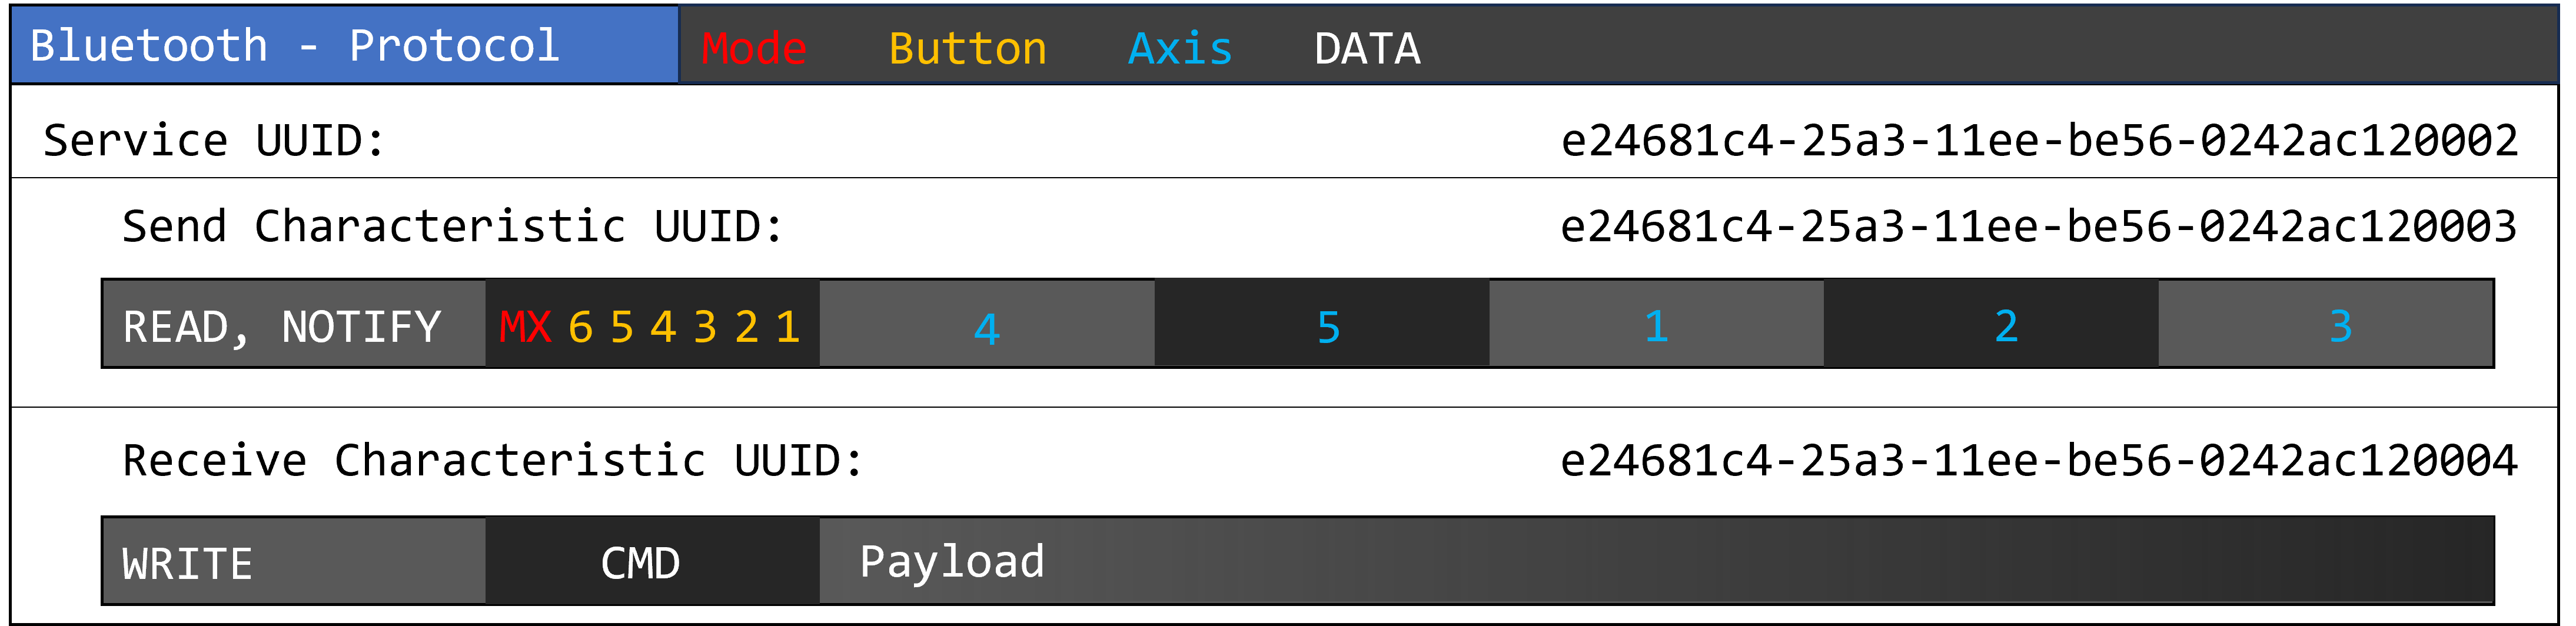 Bluetooth - Protocol Mode Button Axis DATA
Service UUID: e24681c4-25a3-11ee-be56-0242ac120002
Send Characteristic UUID: e24681c4-25a3-11ee-be56-0242ac120003
READ, NOTIFY MX 6 5 4 3 2 1 4 5 1 2 3
Receive Characteristic UUID: e24681c4-25a3-11ee-be56-0242ac120004
WRITE CMD Payload